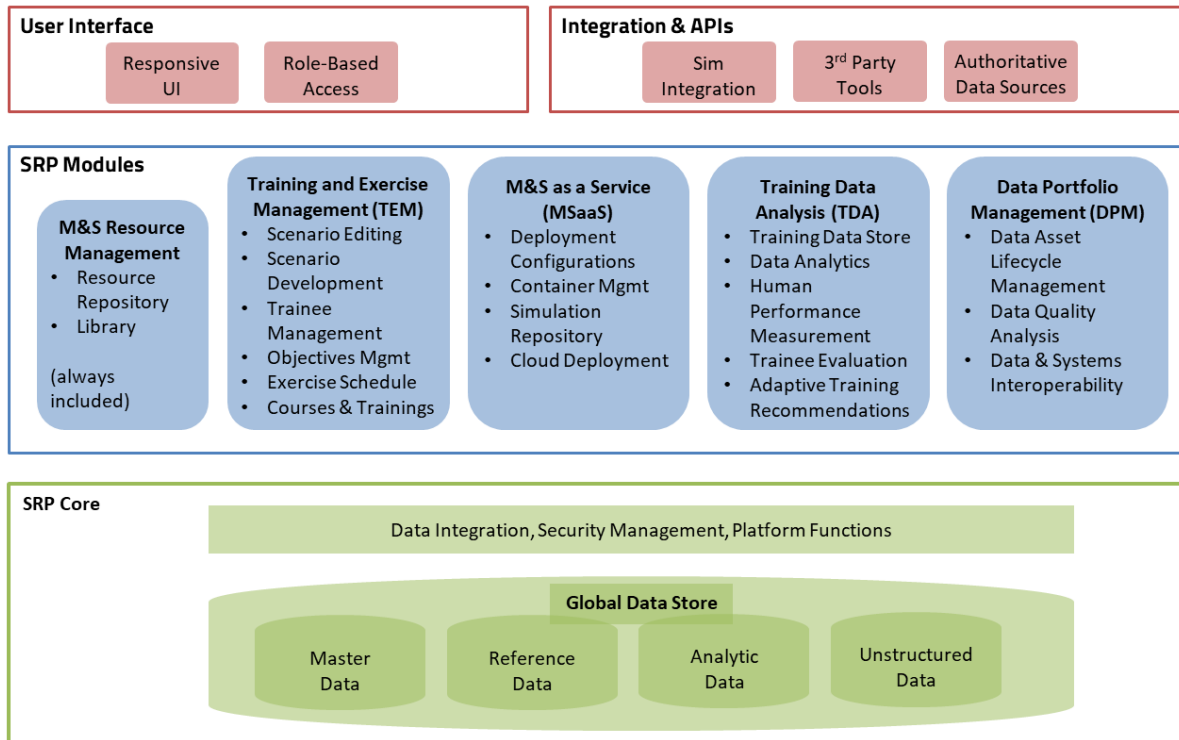 User Interface
Responsive
UI
Role-Based
Access
Integration & APIs
Sim
Integration
3rd Party
Tools
Authoritative
Data Sources
SRP Modules
M&S Resource
Management
• Resource
Repository
• Library
(always
included)
Training and Exercise
Management (TEM)
• Scenario Editing
• Scenario
Development
• Trainee
Management
• Objectives Mgmt
• Exercise Schedule
• Courses & Trainings
M&S as a Service
(MSaaS)
• Deployment
Configurations
• Container Mgmt
• Simulation
Repository
• Cloud Deployment
Training Data
Analysis (TDA)
• Training Data Store
• Data Analytics
• Human
Performance
Measurement
• Trainee Evaluation
• Adaptive Training
Recommendations
Data Portfolio
Management (DPM)
• Data Asset
Lifecycle
Management
• Data Quality
Analysis
• Data & Systems
Interoperability
SRP Core
Data Integration, Security Management, Platform Functions
Global Data Store
Master
Data
Reference
Data
Analytic
Data
Unstructured
Data